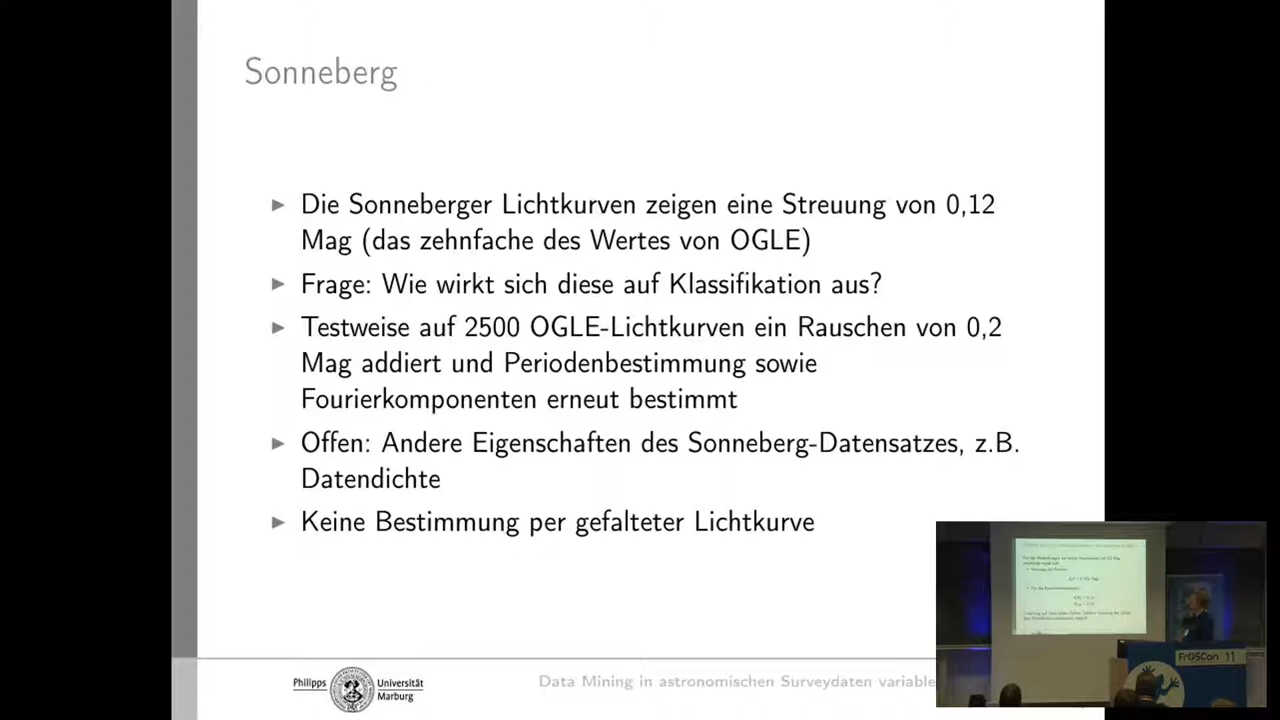 Sonneberg
Die Sonneberger Lichtkurven zeigen eine Streuung von 0,12
Mag (das zehnfache des Wertes von OGLE)
Frage: Wie wirkt sich diese auf Klassifikation aus?
Testweise auf 2500 OGLE-Lichtkurven ein Rauschen von 0,2
Mag addiert und Periodenbestimmung sowie
Fourierkomponenten erneut bestimmt
Offen: Andere Eigenschaften des Sonneberg-Datensatzes, z.B.
Datendichte
Keine Bestimmung per gefalteter Lichtkurve
Philipps Universität
Marburg
Data Mining in astronomischen Surveydaten variable
FrOSCon 11